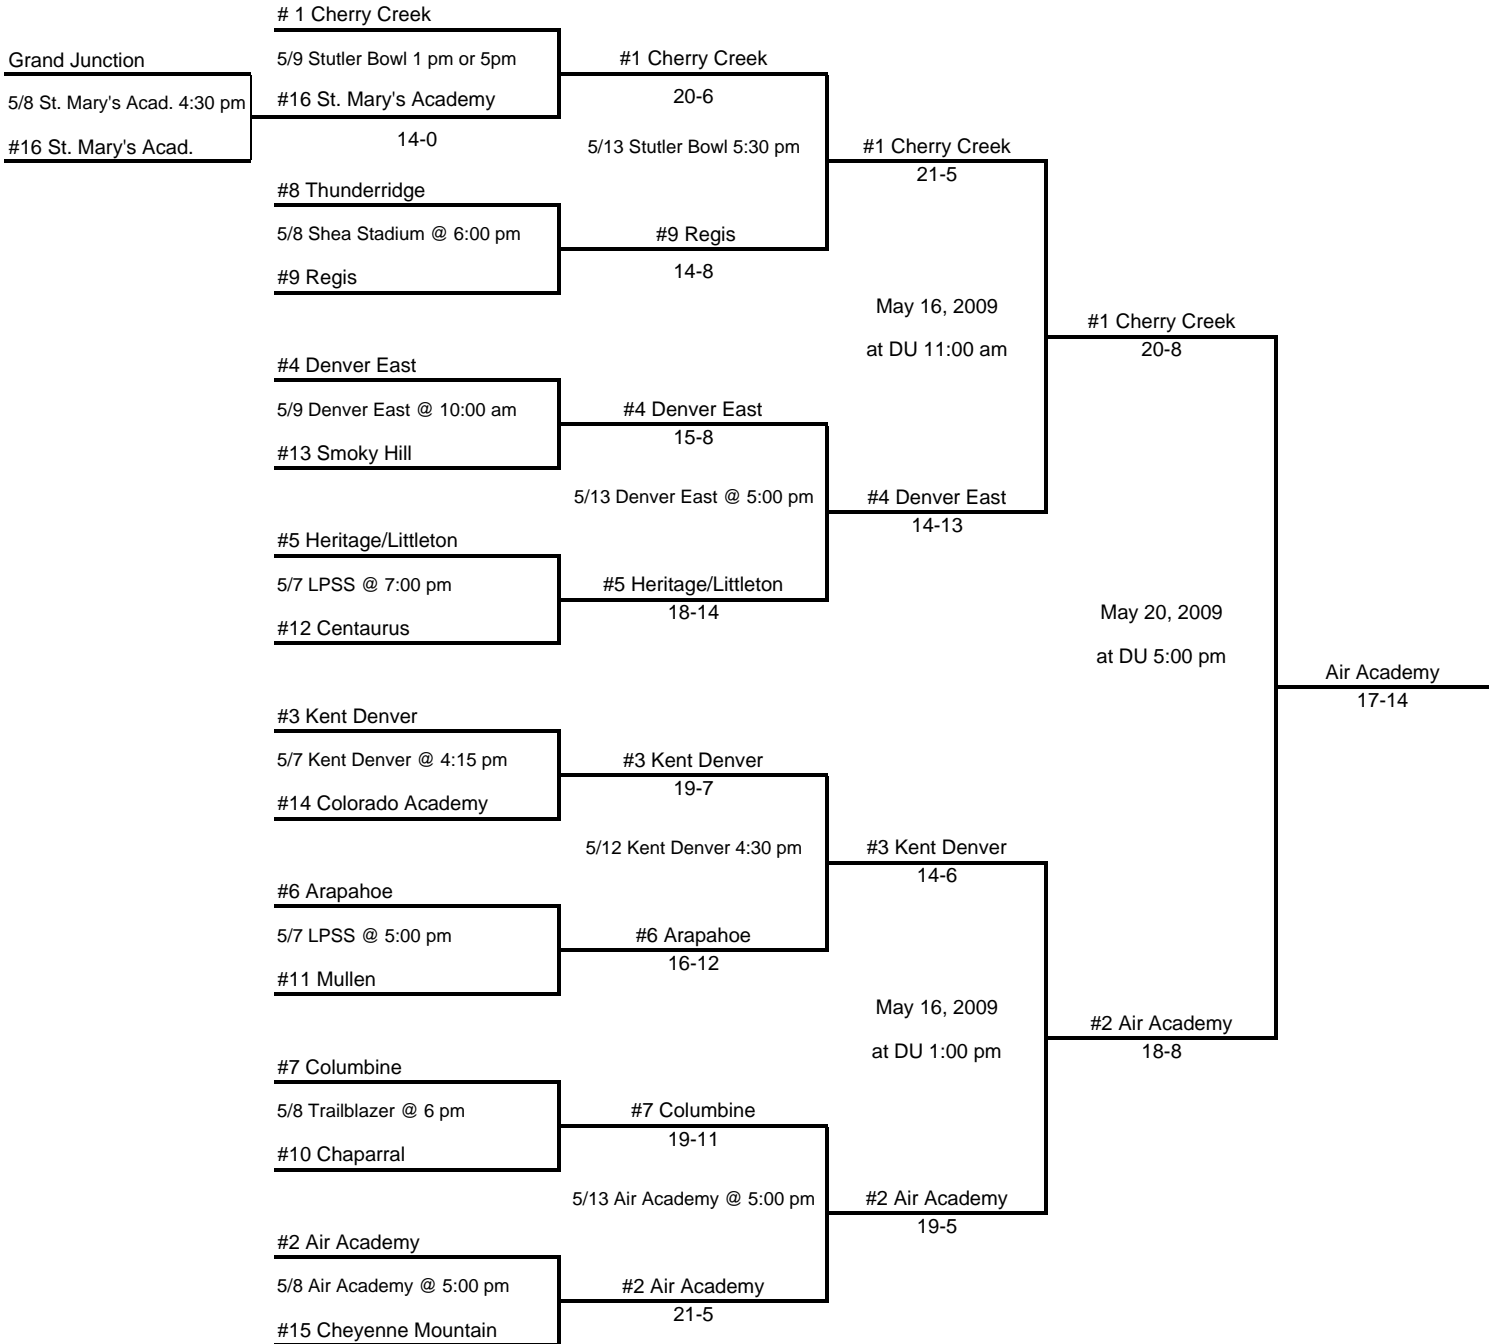 # 1 Cherry Creek
Grand Junction
5/9 Stutler Bowl 1 pm or 5pm
#1 Cherry Creek
5/8 St. Mary's Acad. 4:30 pm
#16 St. Mary's Academy
20-6
#16 St. Mary's Acad.
14-0
5/13 Stutler Bowl 5:30 pm
#1 Cherry Creek
21-5
#8 Thunderridge
5/8 Shea Stadium @ 6:00 pm
#9 Regis
#9 Regis
14-8
May 16, 2009
at DU 11:00 am
#1 Cherry Creek
20-8
#4 Denver East
5/9 Denver East @ 10:00 am
#4 Denver East
15-8
#13 Smoky Hill
5/13 Denver East @ 5:00 pm
#4 Denver East
14-13
#5 Heritage/Littleton
5/7 LPSS @ 7:00 pm
#5 Heritage/Littleton
18-14
#12 Centaurus
May 20, 2009
at DU 5:00 pm
Air Academy
17-14
#3 Kent Denver
5/7 Kent Denver @ 4:15 pm
#3 Kent Denver
19-7
#14 Colorado Academy
5/12 Kent Denver 4:30 pm
#3 Kent Denver
14-6
#6 Arapahoe
5/7 LPSS @ 5:00 pm
#6 Arapahoe
16-12
#11 Mullen
May 16, 2009
at DU 1:00 pm
#2 Air Academy
18-8
#7 Columbine
5/8 Trailblazer @ 6 pm
#7 Columbine
19-11
#10 Chaparral
5/13 Air Academy @ 5:00 pm
#2 Air Academy
19-5
#2 Air Academy
5/8 Air Academy @ 5:00 pm
#2 Air Academy
21-5
#15 Cheyenne Mountain